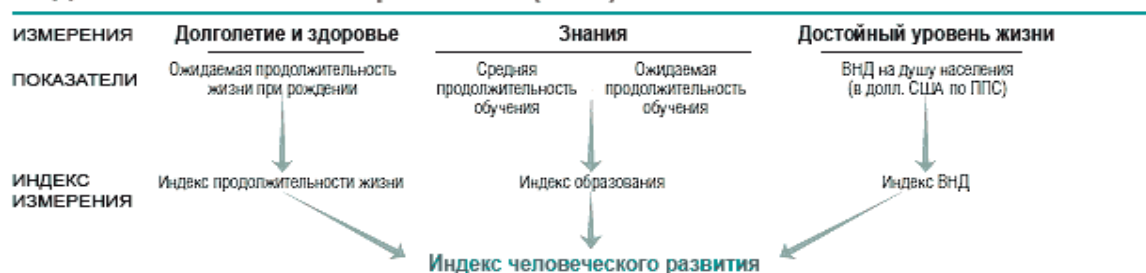 ИЗМЕРЕНИЯ Долголетие и здоровье Знания Достойный уровень жизни
ПОКАЗАТЕЛИ
Ожидаемая продолжительность
жизни при рождении
Средняя
продолжительность
обучения
Ожидаемая
продолжительность
обучения
ВНД на душу населения
(в долл. США по ППС)
ИНДЕКС
ИЗМЕРЕНИЯ
Индекс продолжительности жизни Индекс образования Индекс ВНД
Индекс человеческого развития